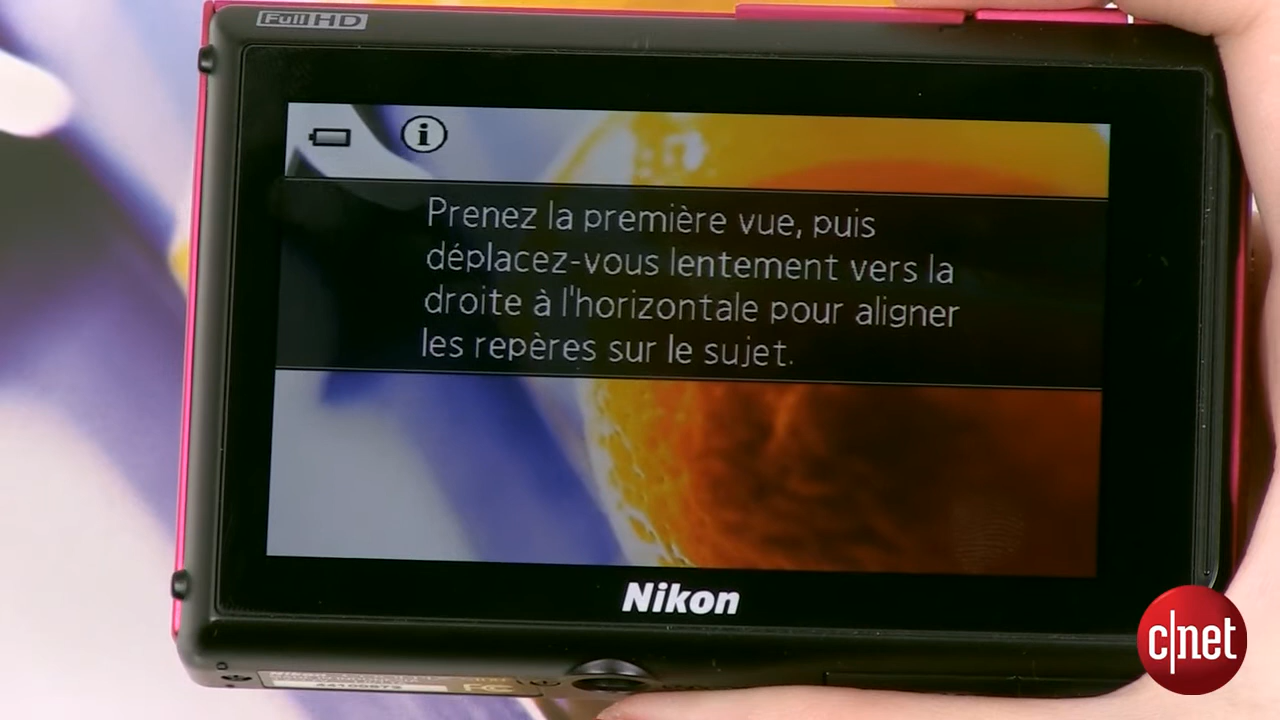 Full HD
i
Prenez la première vue, puis
déplacez-vous lentement vers la
droite à l'horizontale pour aligner
les repères sur le sujet.
Nikon
c|net